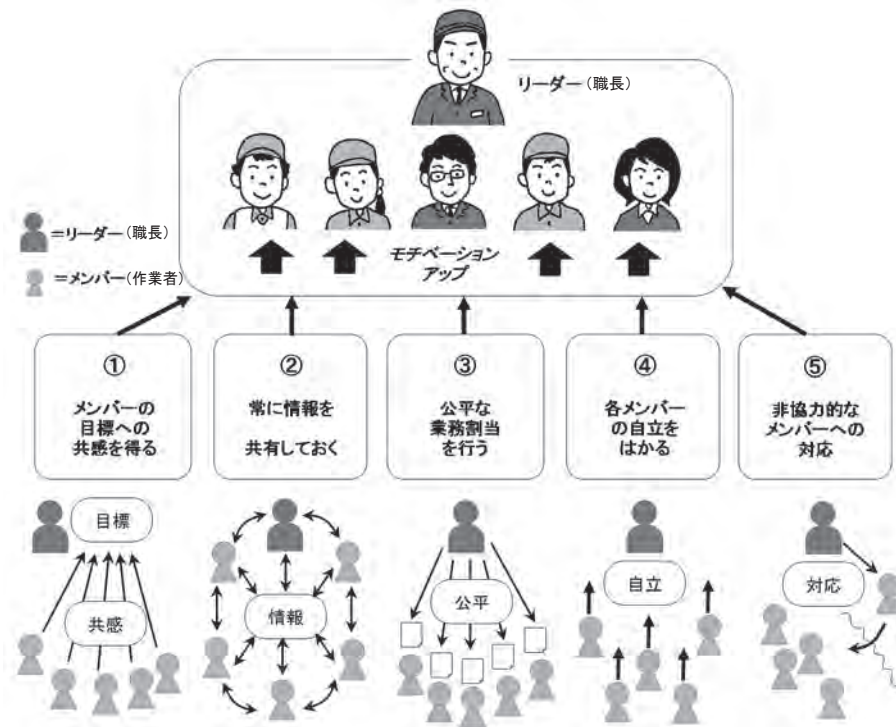 リーダー(職長)
=リーダー(職長)
=メンバー(作業者)
モチベーション
アップ
①
メンバーの
目標への
共感を得る
②
常に情報を
共有しておく
③
公平な
業務割当
を行う
④
各メンバー
の自立を
はかる
⑤
非協力的な
メンバーへの
対応
目標
共感
情報
公平
自立
対応